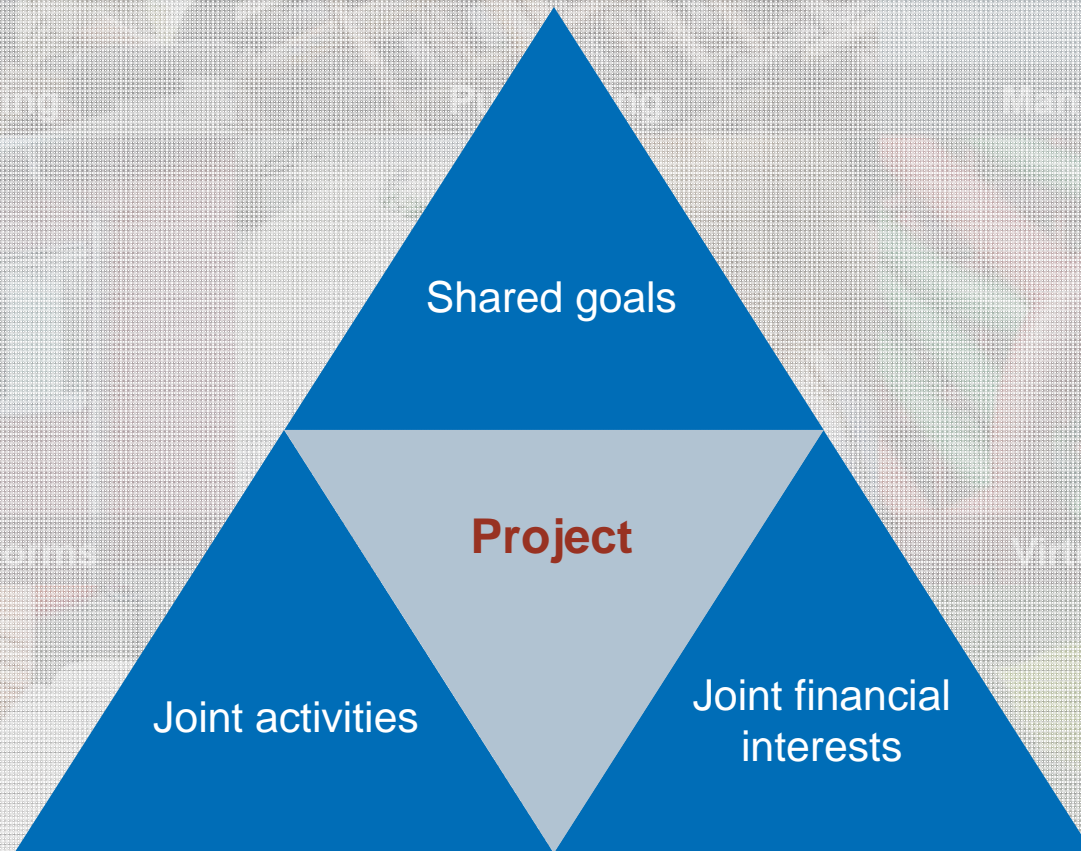 Shared goals
Project
Joint activities
Joint financial
interests